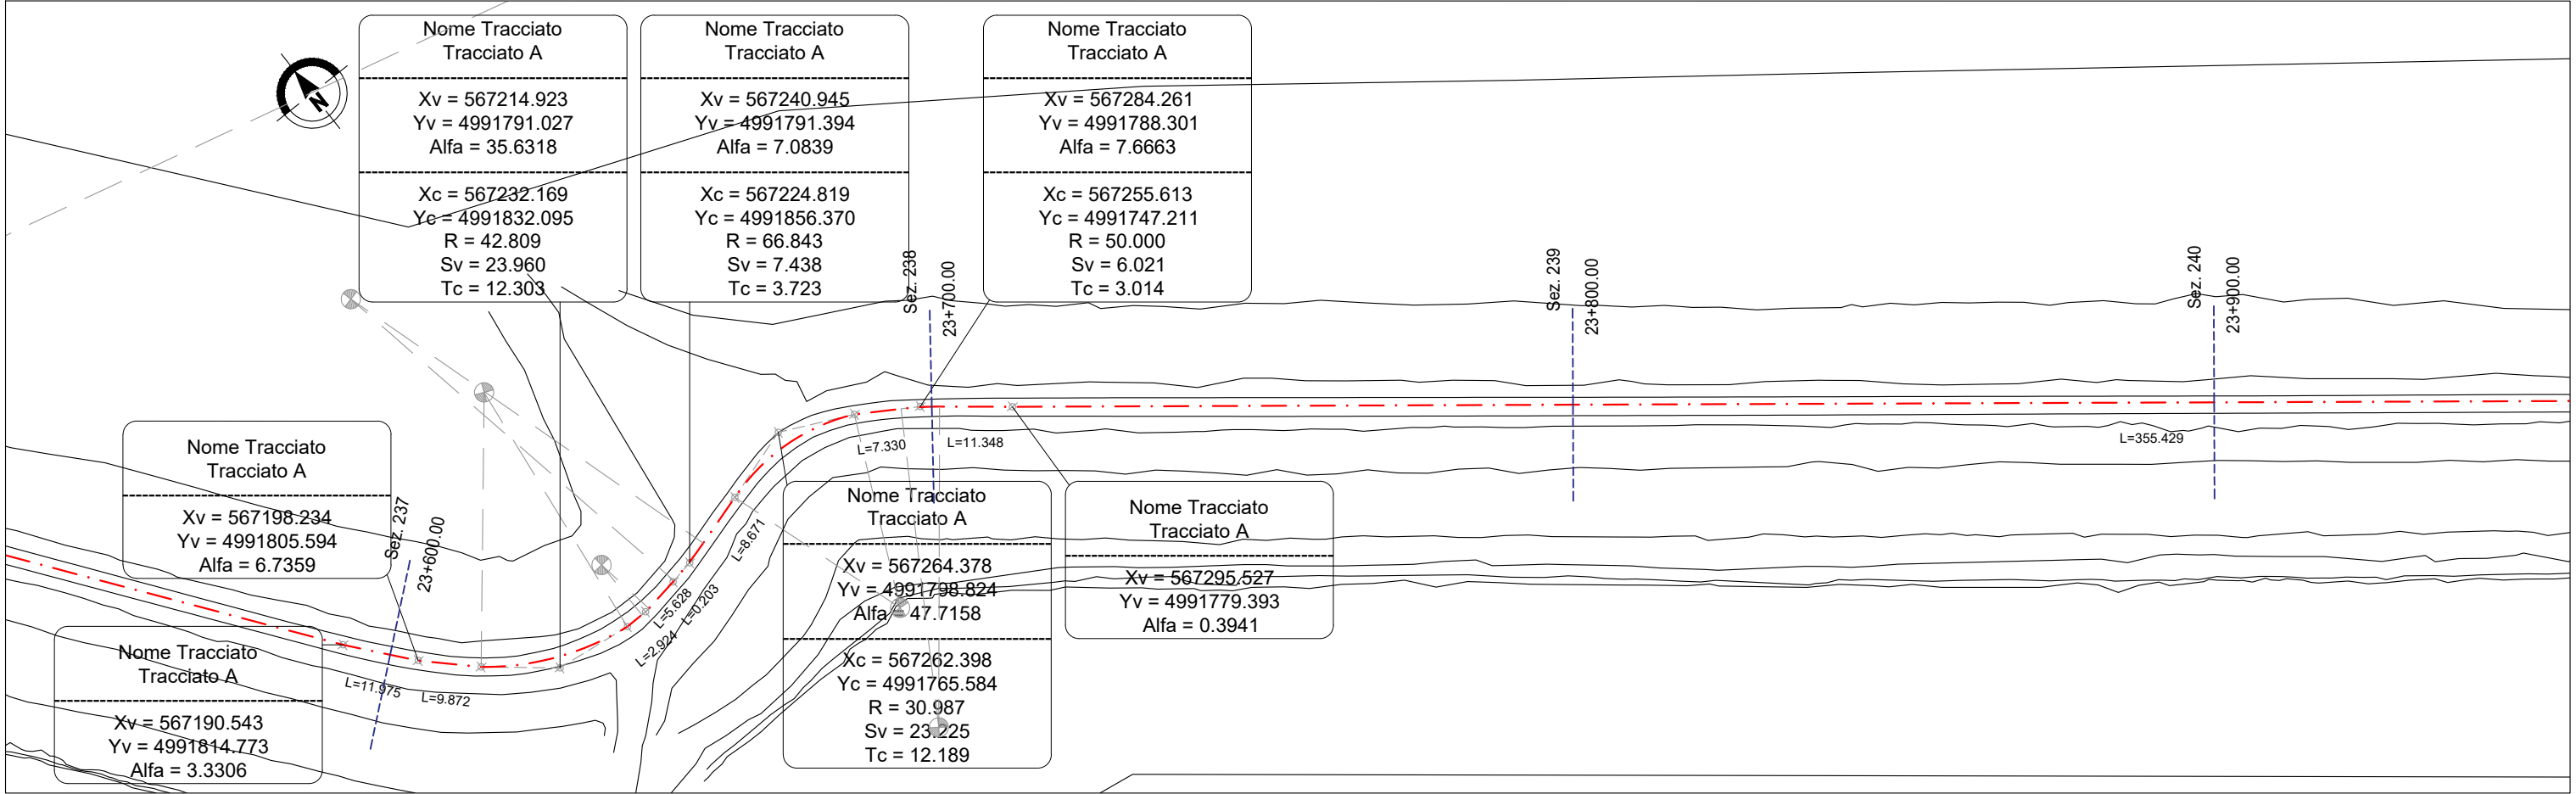 Nome Tracciato
Tracciato A
Xv = 567214.923
Yv = 4991791.027
Alfa = 35.6318
Xc = 567232.169
Yc = 4991832.095
R = 42.809
Sv = 23.960
Tc = 12.303
Nome Tracciato
Tracciato A
Xv = 567240.945
Yv = 4991791.394
Alfa = 7.0839
Xc = 567224.819
Yc = 4991856.370
R = 66.843
Sv = 7.438
Tc = 3.723
Nome Tracciato
Tracciato A
Xv = 567284.261
Yv = 4991788.301
Alfa = 7.6663
Xc = 567255.613
Yc = 4991747.211
R = 50.000
Sv = 6.021
Tc = 3.014
N
Sez. 238
23+700.00
Sez. 239
23+800.00
Sez. 240
23+900.00
Nome Tracciato
Tracciato A
Xv = 567198.234
Yv = 4991805.594
Alfa = 6.7359
Sez. 237
23+600.00
L=7.330
L=11.348
L=355.429
L=8.671
L=0.203
L=5.628
L=2.924
Nome Tracciato
Tracciato A
Xv = 567264.378
Yv = 4991798.824
Alfa = 47.7158
Xc = 567262.398
Yc = 4991765.584
R = 30.987
Sv = 23.225
Tc = 12.189
Nome Tracciato
Tracciato A
Xv = 567295.527
Yv = 4991779.393
Alfa = 0.3941
Nome Tracciato
Tracciato A
Xv = 567190.543
Yv = 4991814.773
Alfa = 3.3306
L=11.975
L=9.872